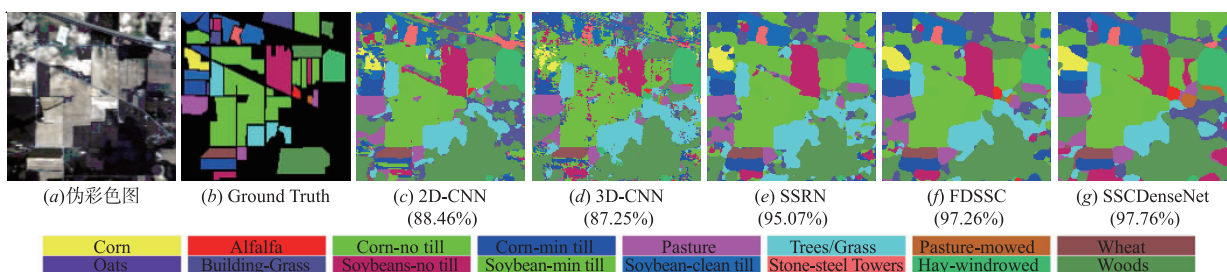 (a)伪彩色图 (b) Ground Truth (c) 2D-CNN (d) 3D-CNN (e) SSRN (f) FDSSC (g) SSCDenseNet
(88.46%) (87.25%) (95.07%) (97.26%) (97.76%)
Corn Alfalfa Corn-no till Corn-min till Pasture Trees/Grass Pasture-mowed Wheat
Oats Building-Grass Soybeans-no till Soybean-min till Soybean-clean till Stone-steel Towers Hay-windrowed Woods